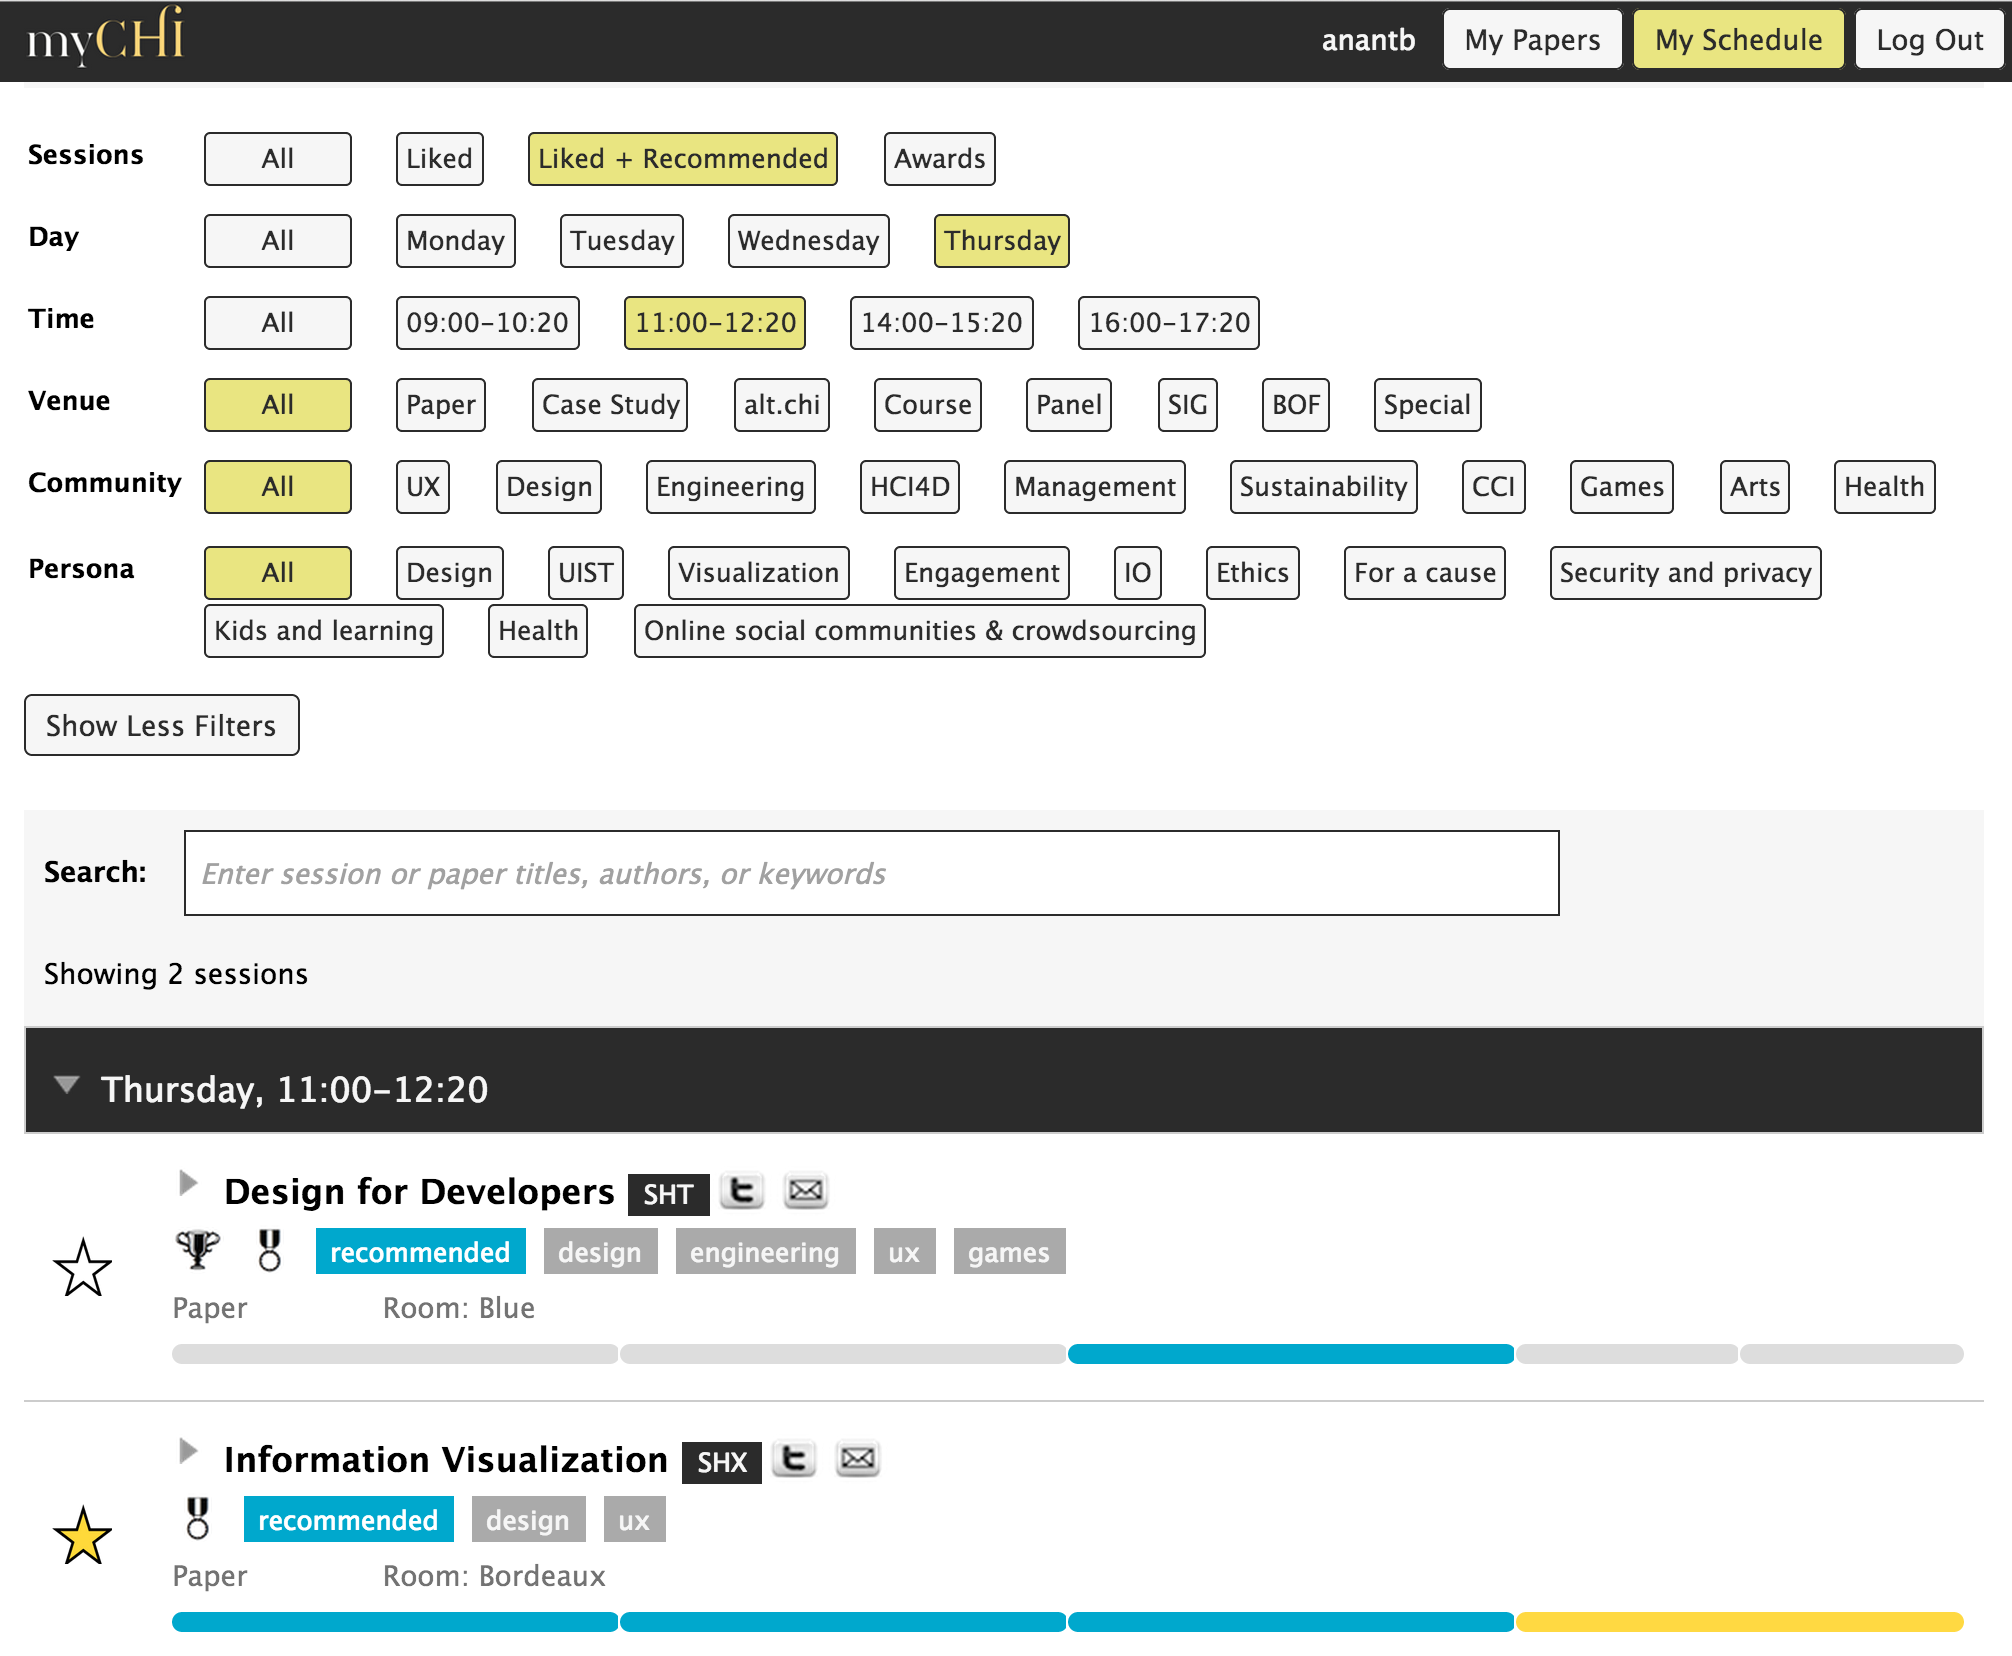 myCHi anantb My Papers My Schedule Log Out
Sessions All Liked Liked + Recommended Awards
Day All Monday Tuesday Wednesday Thursday
Time All 09:00-10:20 11:00-12:20 14:00-15:20 16:00-17:20
Venue All Paper Case Study alt.chi Course Panel SIG BOF Special
Community All UX Design Engineering HCI4D Management Sustainability CCI Games Arts Health
Persona All Design UIST Visualization Engagement IO Ethics For a cause Security and privacy
Kids and learning Health Online social communities & crowdsourcing
Show Less Filters
Search: Enter session or paper titles, authors, or keywords
Showing 2 sessions
Thursday, 11:00-12:20
Design for Developers SHT t
recommended design engineering ux games
Paper Room: Blue
Information Visualization SHX t
recommended design ux
Paper Room: Bordeaux